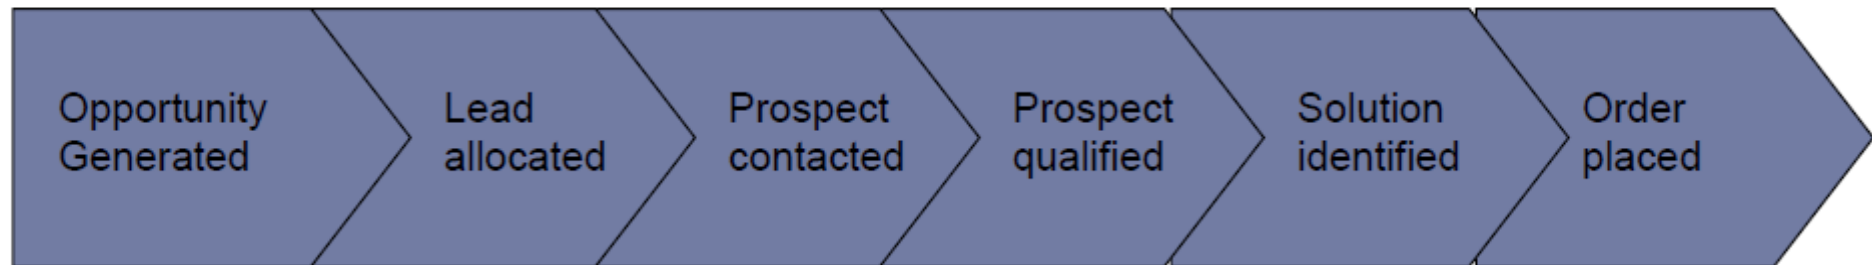 Opportunity
Generated
Lead
allocated
Prospect
contacted
Prospect
qualified
Solution
identified
Order
placed